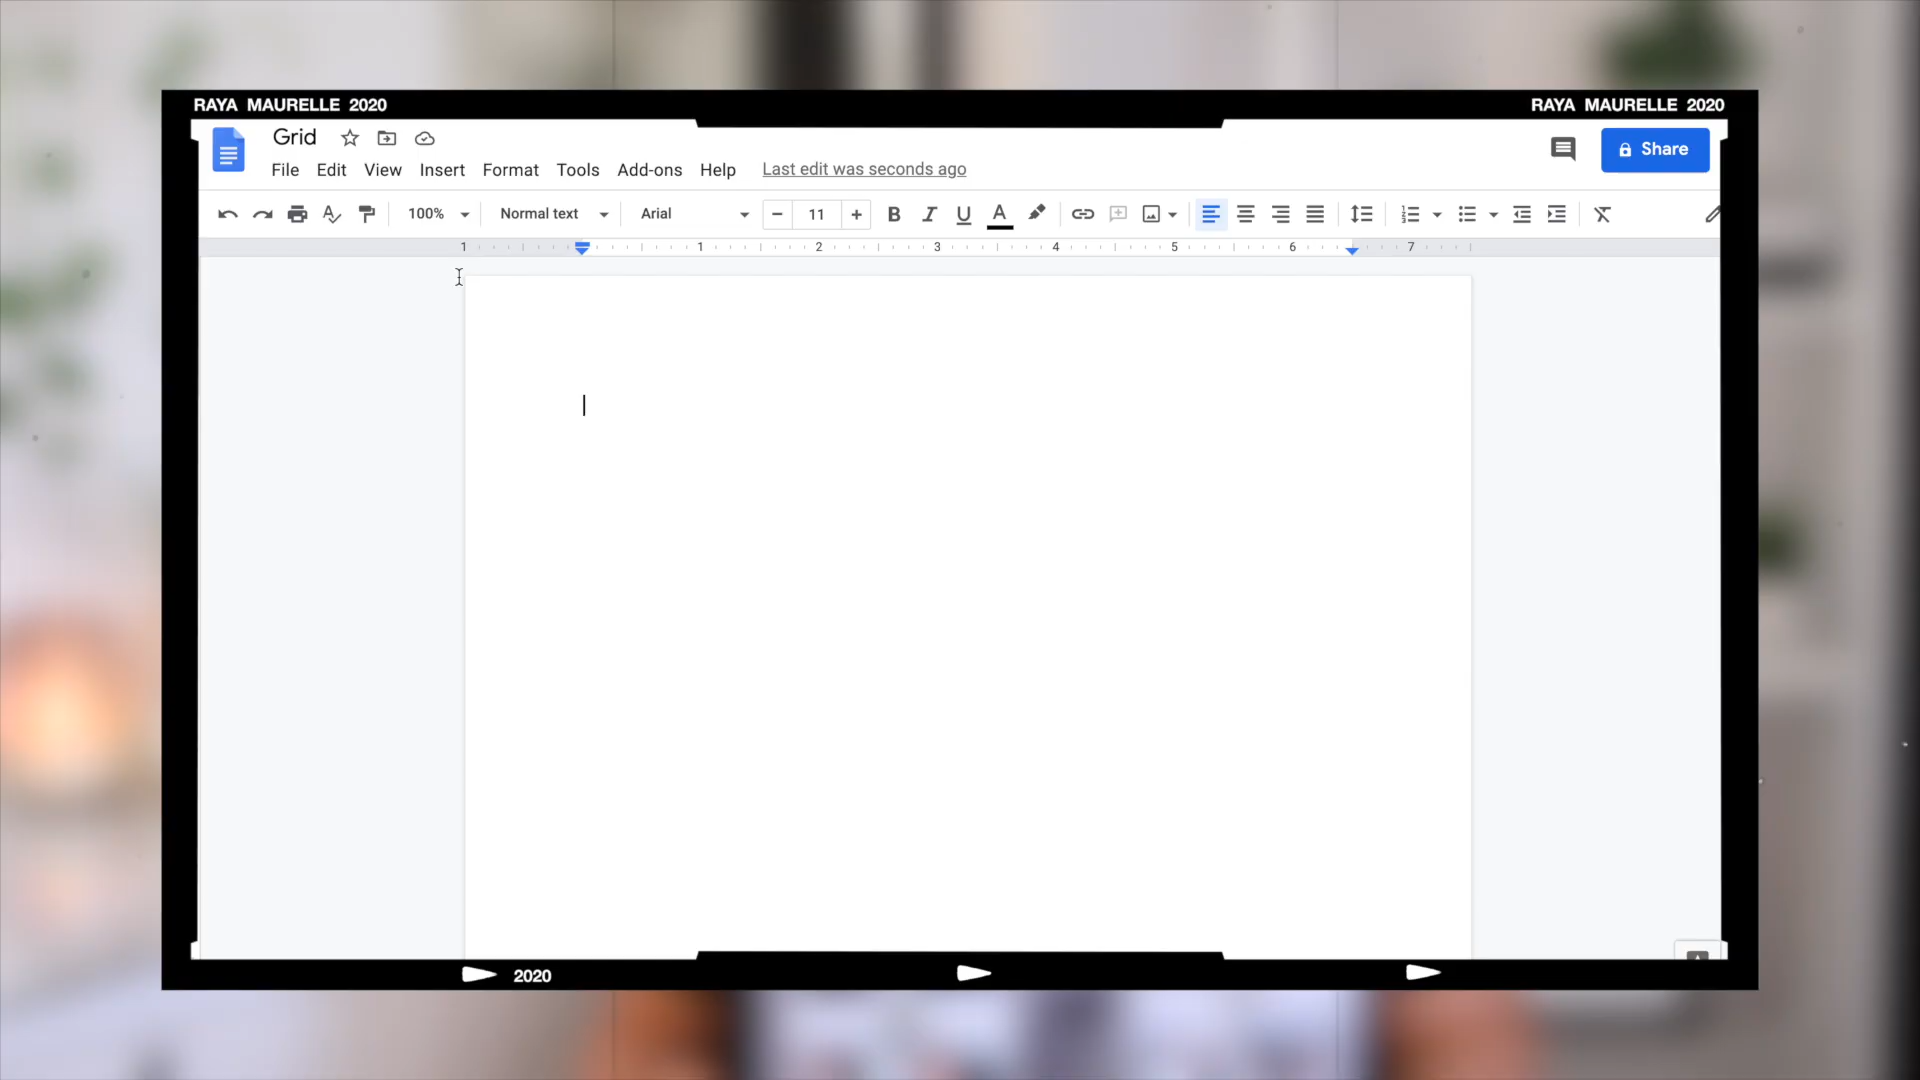 RAYA MAURELLE 2020
RAYA MAURELLE 2020
Grid
Share
File Edit View Insert Format Tools Add-ons Help Last edit was seconds ago
100% Normal text Arial 11
1 1 2 3 4 5 6 7
2020